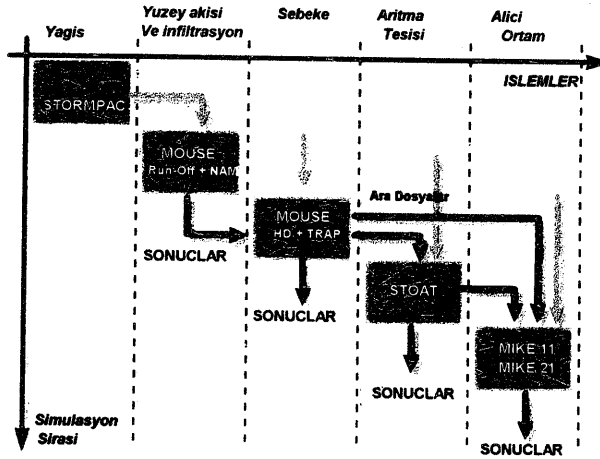 Yagis
Yuzey akisi
Ve infiltrasyon
Sebeke
Aritma
Tesisi
Alici
Ortam
ISLEMLER
STORMPAC
MOUSE
Run-Off + NAM
SONUCLAR
MOUSE
HD + TRAP
SONUCLAR
Ara Dosyalar
STOAT
SONUCLAR
MIKE 11
MIKE 21
SONUCLAR
Simulasyon
Sirasi